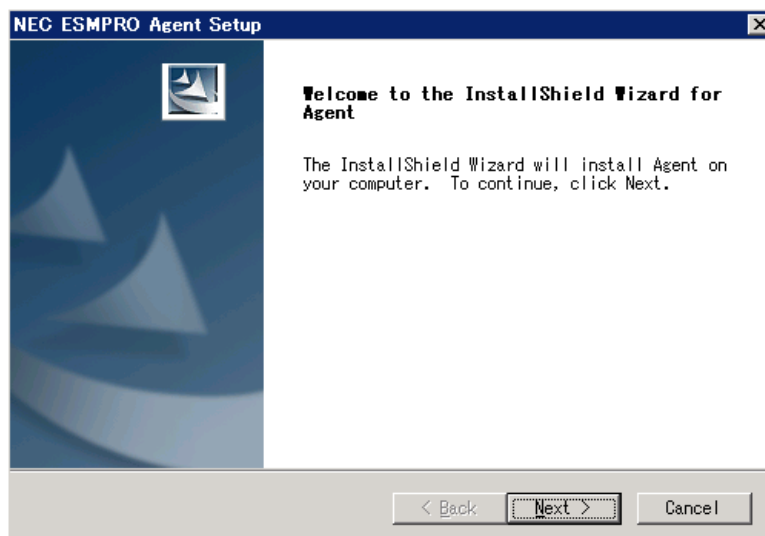 NEC ESMPRO Agent Setup
Welcome to the InstallShield Wizard for
Agent
The InstallShield Wizard will install Agent on
your computer. To continue, click Next.
< Back
Next >
Cancel